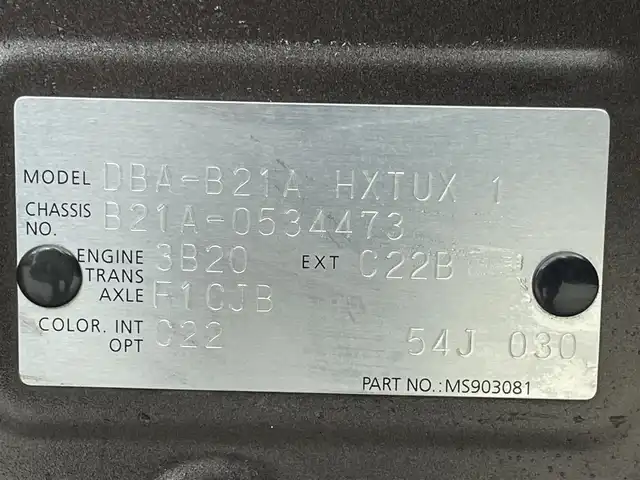 MODEL DBA-B21A HXTUX 1
CHASSIS NO. B21A-0534473
ENGINE 3B20 EXT C22B
TRANS AXLE F1CJB
COLOR. INT C22
OPT 54J 030
PART NO.:MS903081